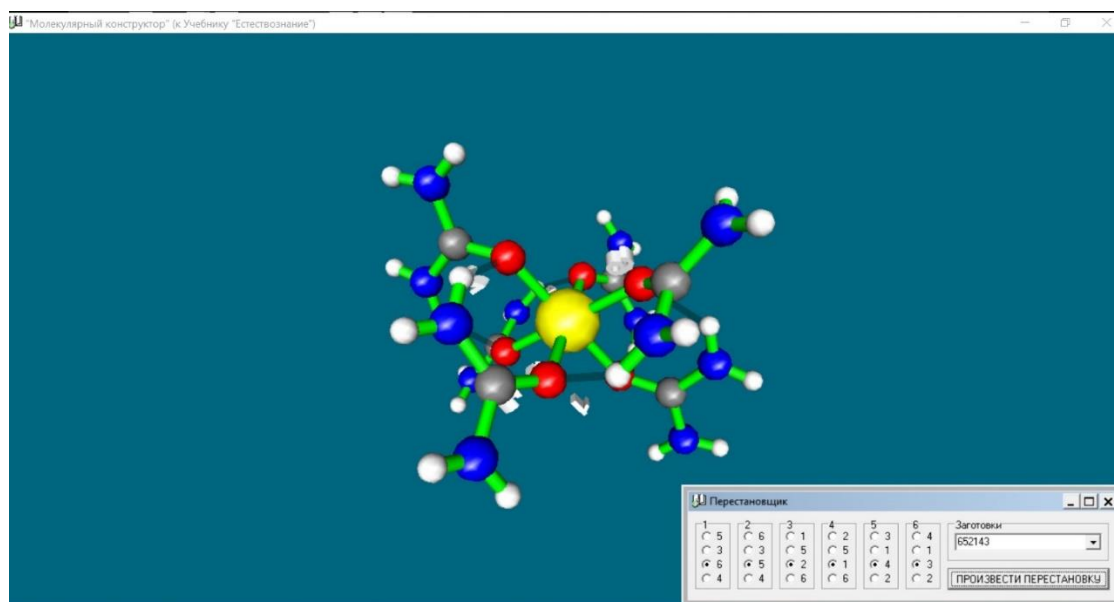 "Молекулярный конструктор" (к Учебнику "Естествознание")
Перестановщик
1 2 3 4 5 6 Заготовки
5 6 1 2 3 4 652143
3 3 5 5 1 1
6 5 2 1 4 3
4 4 6 6 2 2 ПРОИЗВЕСТИ ПЕРЕСТАНОВКУ